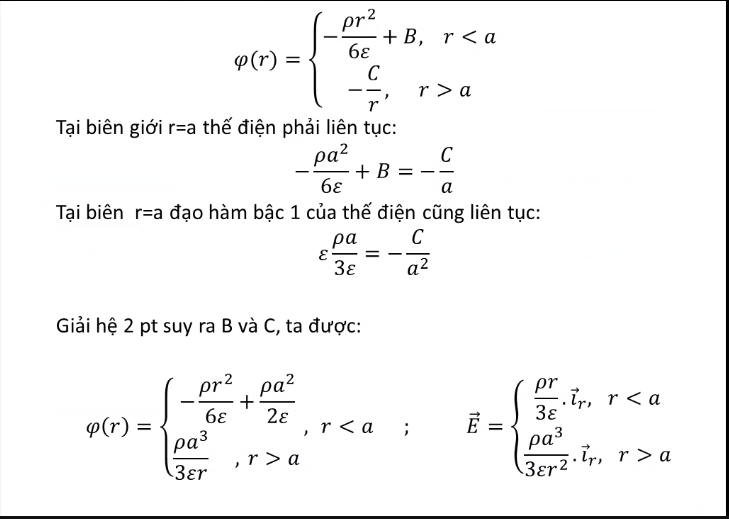 φ(r) = { −ρr²/6ε + B, r < a
−C/r, r > a
Tại biên giới r=a thế điện phải liên tục:
−ρa²/6ε + B = −C/a
Tại biên r=a đạo hàm bậc 1 của thế điện cũng liên tục:
ε ρa/3ε = −C/a²
Giải hệ 2 pt suy ra B và C, ta được:
φ(r) = { −ρr²/6ε + ρa²/2ε , r < a ; E⃗ = { ρr/3ε . i⃗ᵣ, r < a
ρa³/3εr , r > a ρa³/3εr² . i⃗ᵣ, r > a